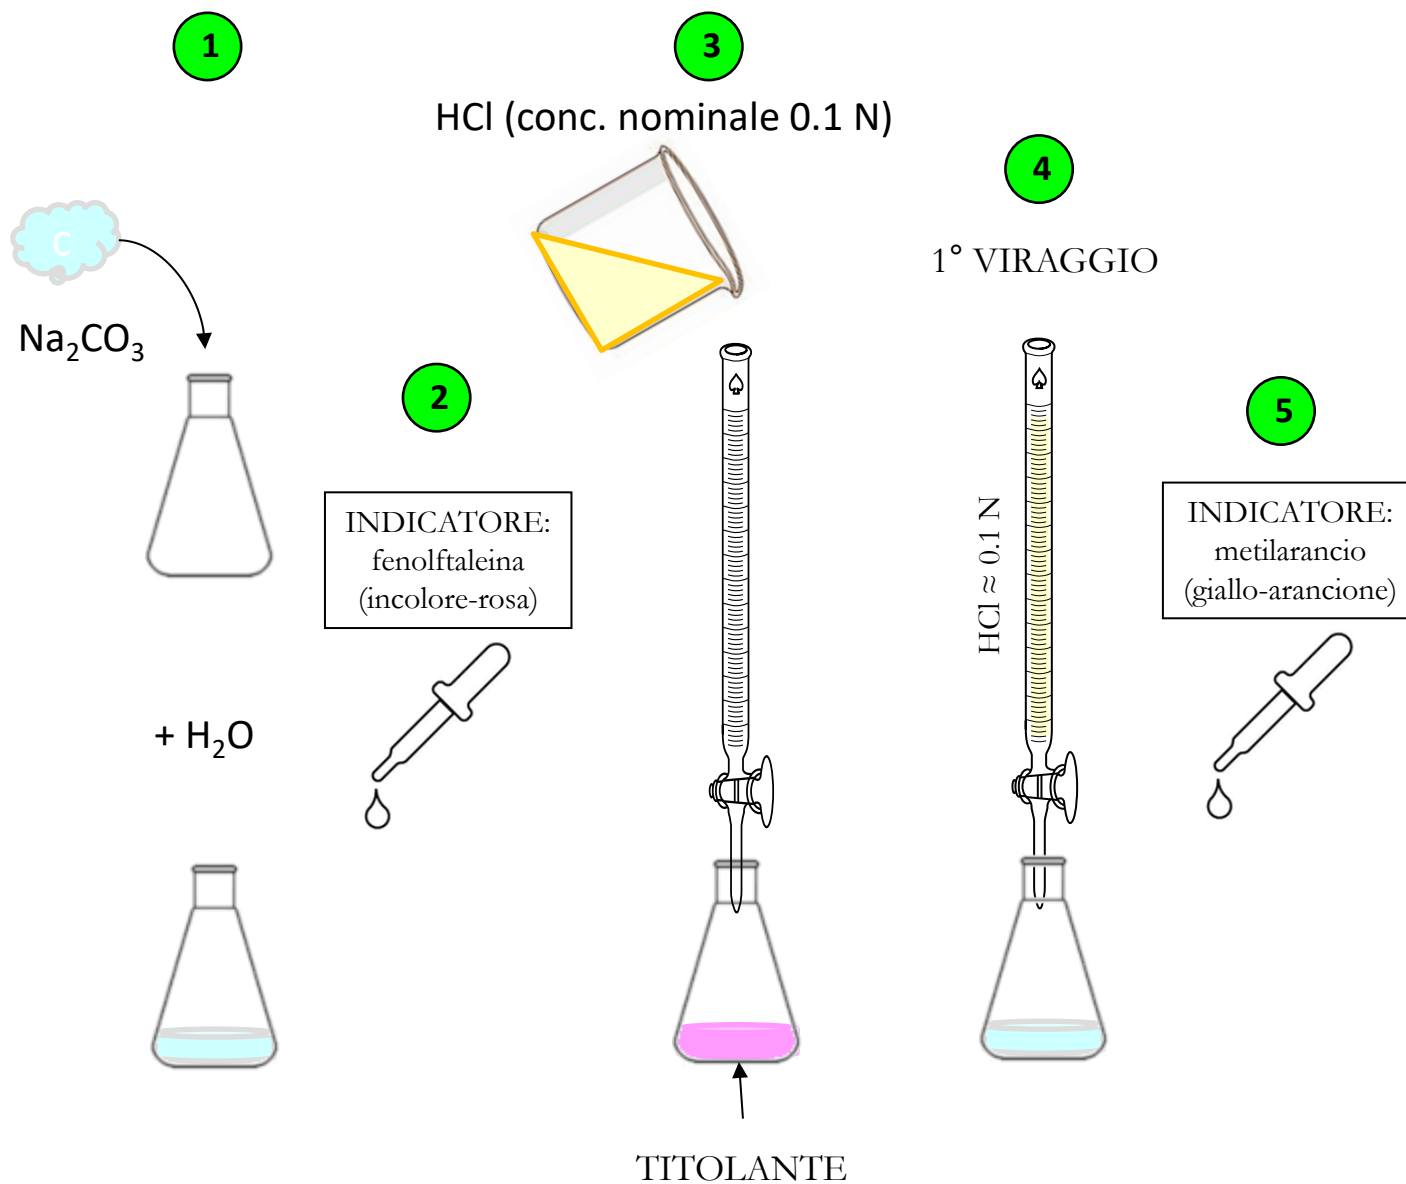 1
C
Na₂CO₃
+ H₂O
2
INDICATORE:
fenolftaleina
(incolore-rosa)
3
HCl (conc. nominale 0.1 N)
TITOLANTE
4
1° VIRAGGIO
HCl ≈ 0.1 N
5
INDICATORE:
metilarancio
(giallo-arancione)